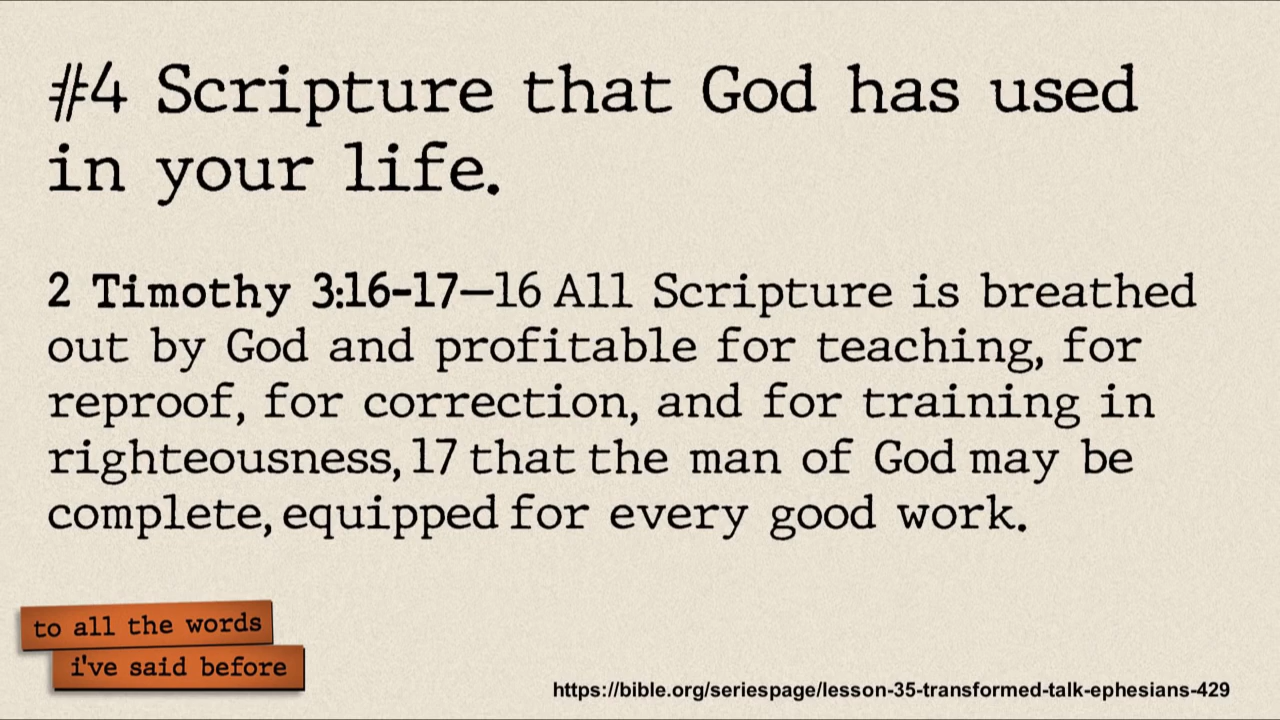 #4 Scripture that God has used
in your life.
2 Timothy 3:16-17—16 All Scripture is breathed
out by God and profitable for teaching, for
reproof, for correction, and for training in
righteousness, 17 that the man of God may be
complete, equipped for every good work.
to all the words
i've said before
https://bible.org/seriespage/lesson-35-transformed-talk-ephesians-429